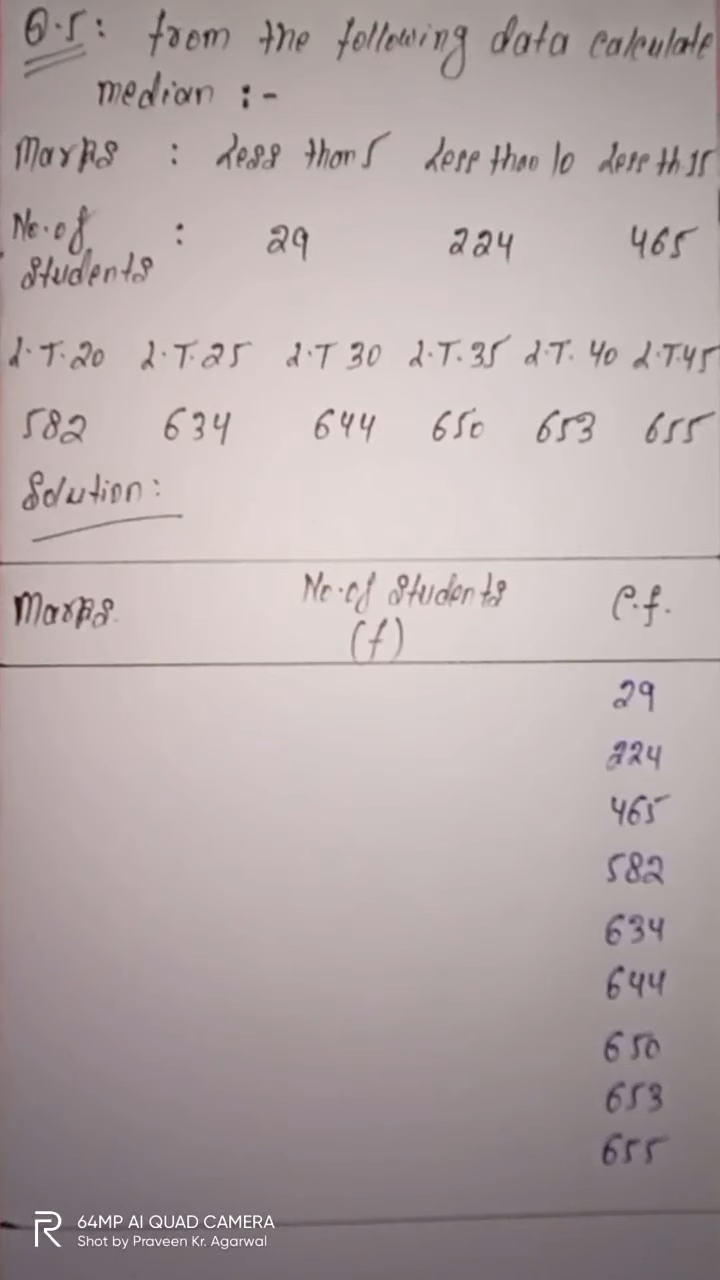 Q.5: from the following data calculate
median :-
Marks : Less than 5 Less than 10 Less th 15
No. of : 29 224 465
Students
L.T.20 L.T.25 L.T 30 L.T.35 L.T. 40 L.T.45
582 634 644 650 653 655
Solution:
Marks. No. of Students C.f.
(f)
29
224
465
582
634
644
650
653
655
R 64MP AI QUAD CAMERA
Shot by Praveen Kr. Agarwal